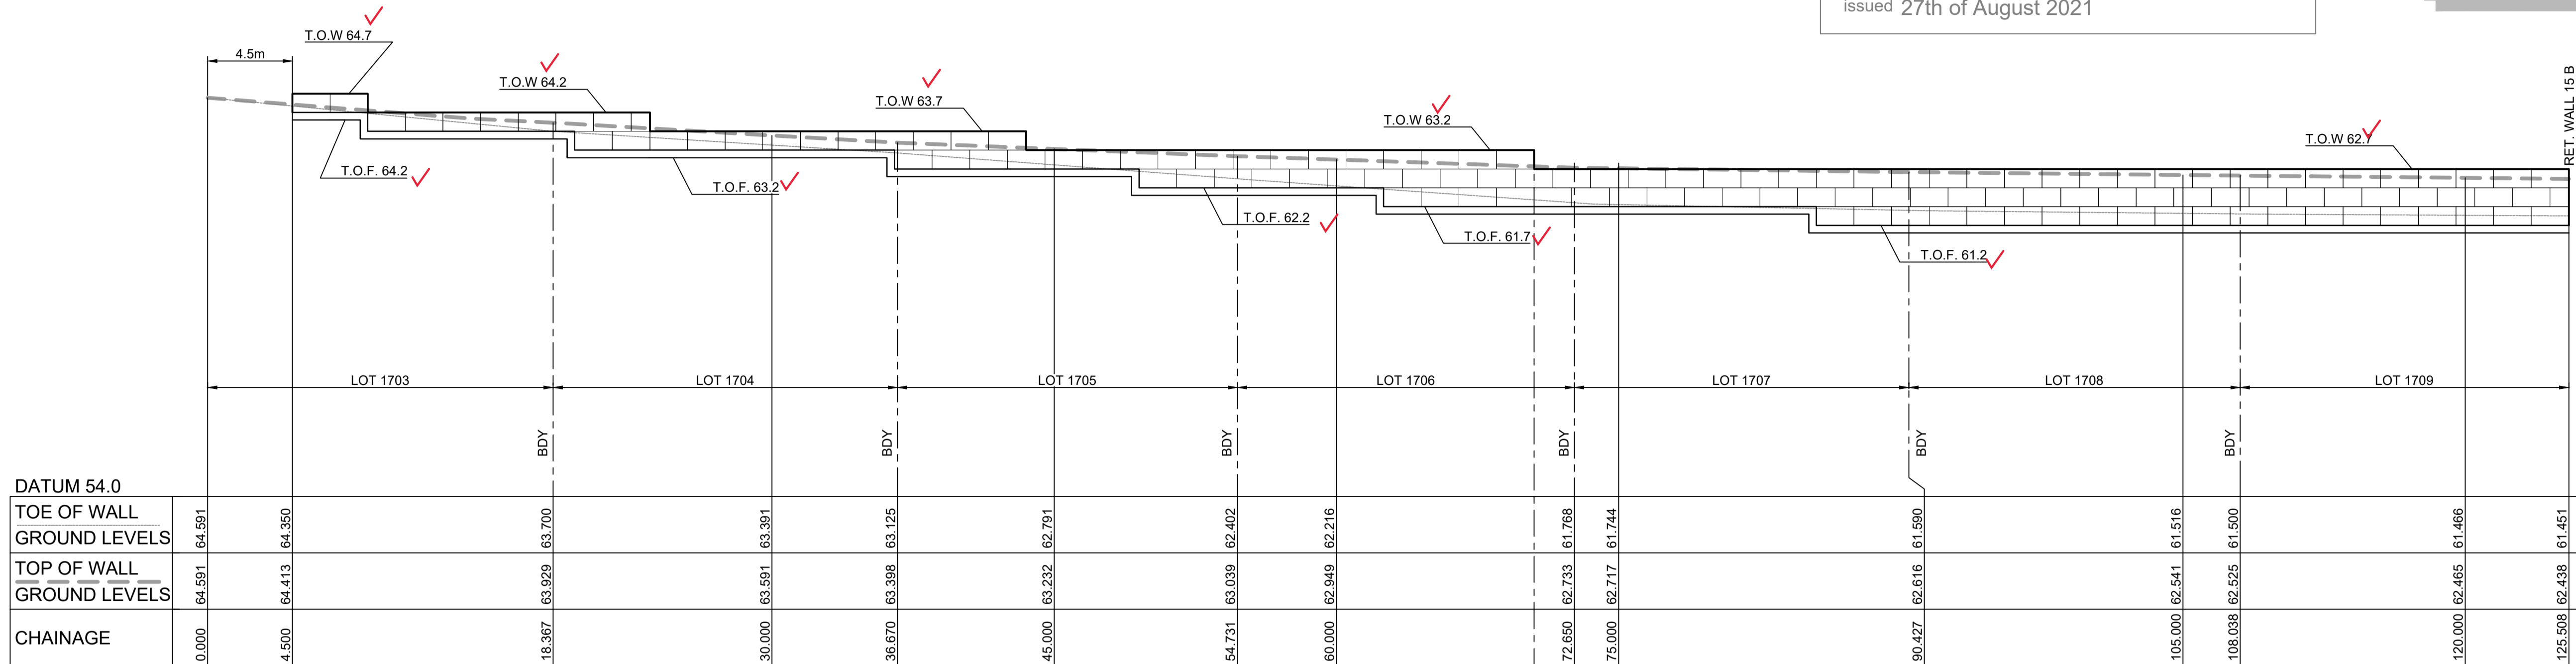 issued 27th of August 2021
T.O.W 64.7
4.5m
T.O.W 64.2
T.O.W 63.7
T.O.W 63.2
T.O.W 62.7
RET. WALL 15 B
T.O.F. 64.2
T.O.F. 63.2
T.O.F. 62.2
T.O.F. 61.7
T.O.F. 61.2
LOT 1703
LOT 1704
LOT 1705
LOT 1706
LOT 1707
LOT 1708
LOT 1709
BDY
BDY
BDY
BDY
BDY
BDY
DATUM 54.0
TOE OF WALL
GROUND LEVELS
64.591
64.350
63.700
63.391
63.125
62.791
62.402
62.216
61.768
61.744
61.590
61.516
61.500
61.466
61.451
TOP OF WALL
GROUND LEVELS
64.591
64.413
63.929
63.591
63.398
63.232
63.039
62.949
62.733
62.717
62.616
62.541
62.525
62.465
62.438
CHAINAGE
0.000
4.500
18.367
30.000
36.670
45.000
54.731
60.000
72.650
75.000
90.427
105.000
108.038
120.000
125.508